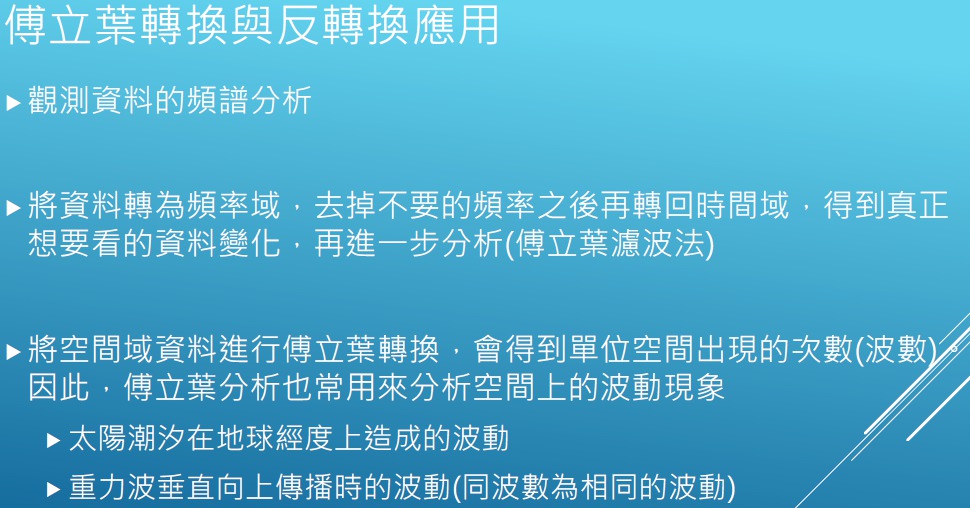 傅立葉轉換與反轉換應用
觀測資料的頻譜分析
將資料轉為頻率域，去掉不要的頻率之後再轉回時間域，得到真正
想要看的資料變化，再進一步分析(傅立葉濾波法)
將空間域資料進行傅立葉轉換，會得到單位空間出現的次數(波數)。
因此，傅立葉分析也常用來分析空間上的波動現象
太陽潮汐在地球經度上造成的波動
重力波垂直向上傳播時的波動(同波數為相同的波動)